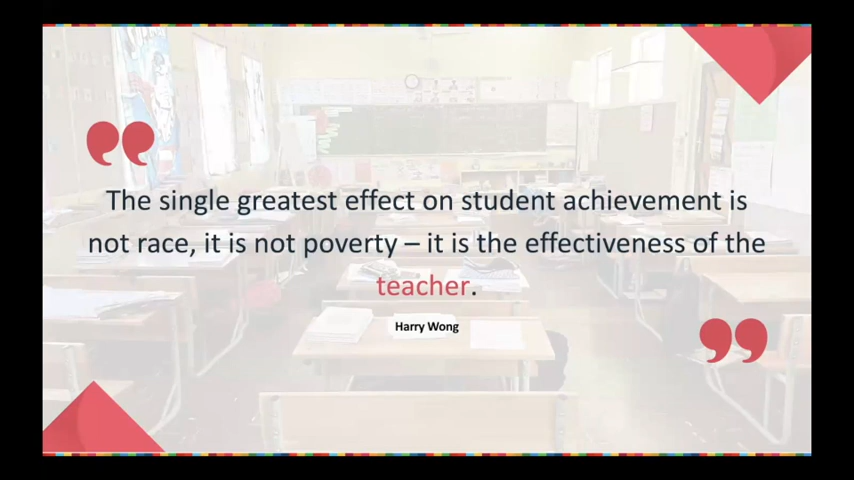 The single greatest effect on student achievement is
not race, it is not poverty – it is the effectiveness of the
teacher.
Harry Wong